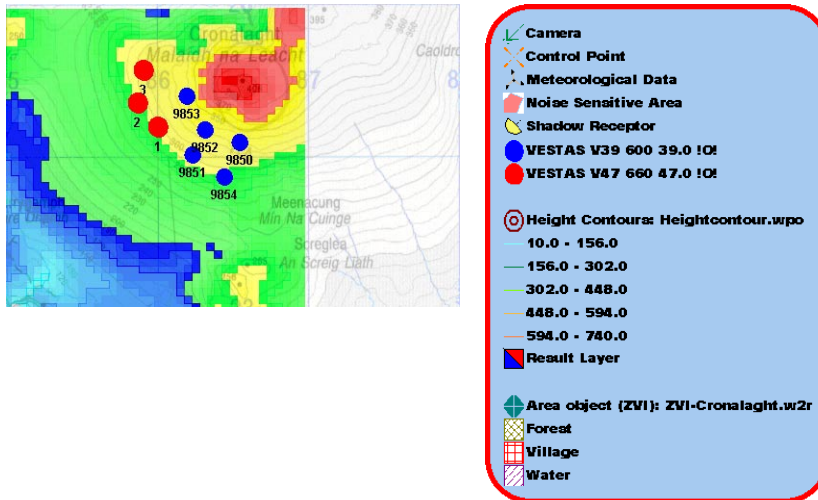 Cronalaght
Malaidh na Leacht
Caoldr
86
87
3
2
1
9853
9852
9850
9851
9854
Meenacung
Mín Na Cuinge
Screglea
An Screig Liath
Camera
Control Point
Meteorological Data
Noise Sensitive Area
Shadow Receptor
VESTAS V39 600 39.0 !O!
VESTAS V47 660 47.0 !O!
Height Contours: Heightcontour.wpo
10.0 - 156.0
156.0 - 302.0
302.0 - 448.0
448.0 - 594.0
594.0 - 740.0
Result Layer
Area object (ZVI): ZVI-Cronalaght.w2r
Forest
Village
Water